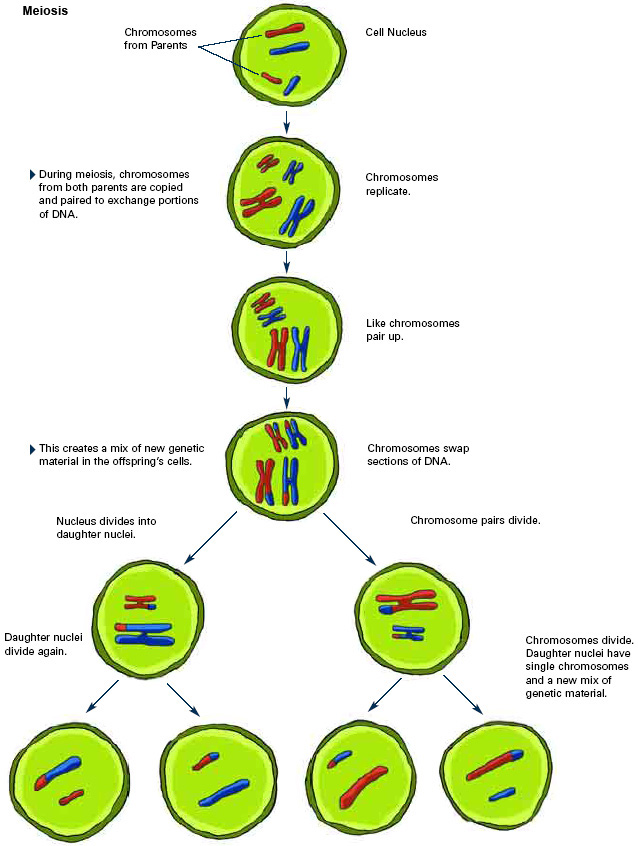 Meiosis
Chromosomes
from Parents
Cell Nucleus
During meiosis, chromosomes
from both parents are copied
and paired to exchange portions
of DNA.
Chromosomes
replicate.
Like chromosomes
pair up.
This creates a mix of new genetic
material in the offspring's cells.
Chromosomes swap
sections of DNA.
Nucleus divides into
daughter nuclei.
Chromosome pairs divide.
Daughter nuclei
divide again.
Chromosomes divide.
Daughter nuclei have
single chromosomes
and a new mix of
genetic material.